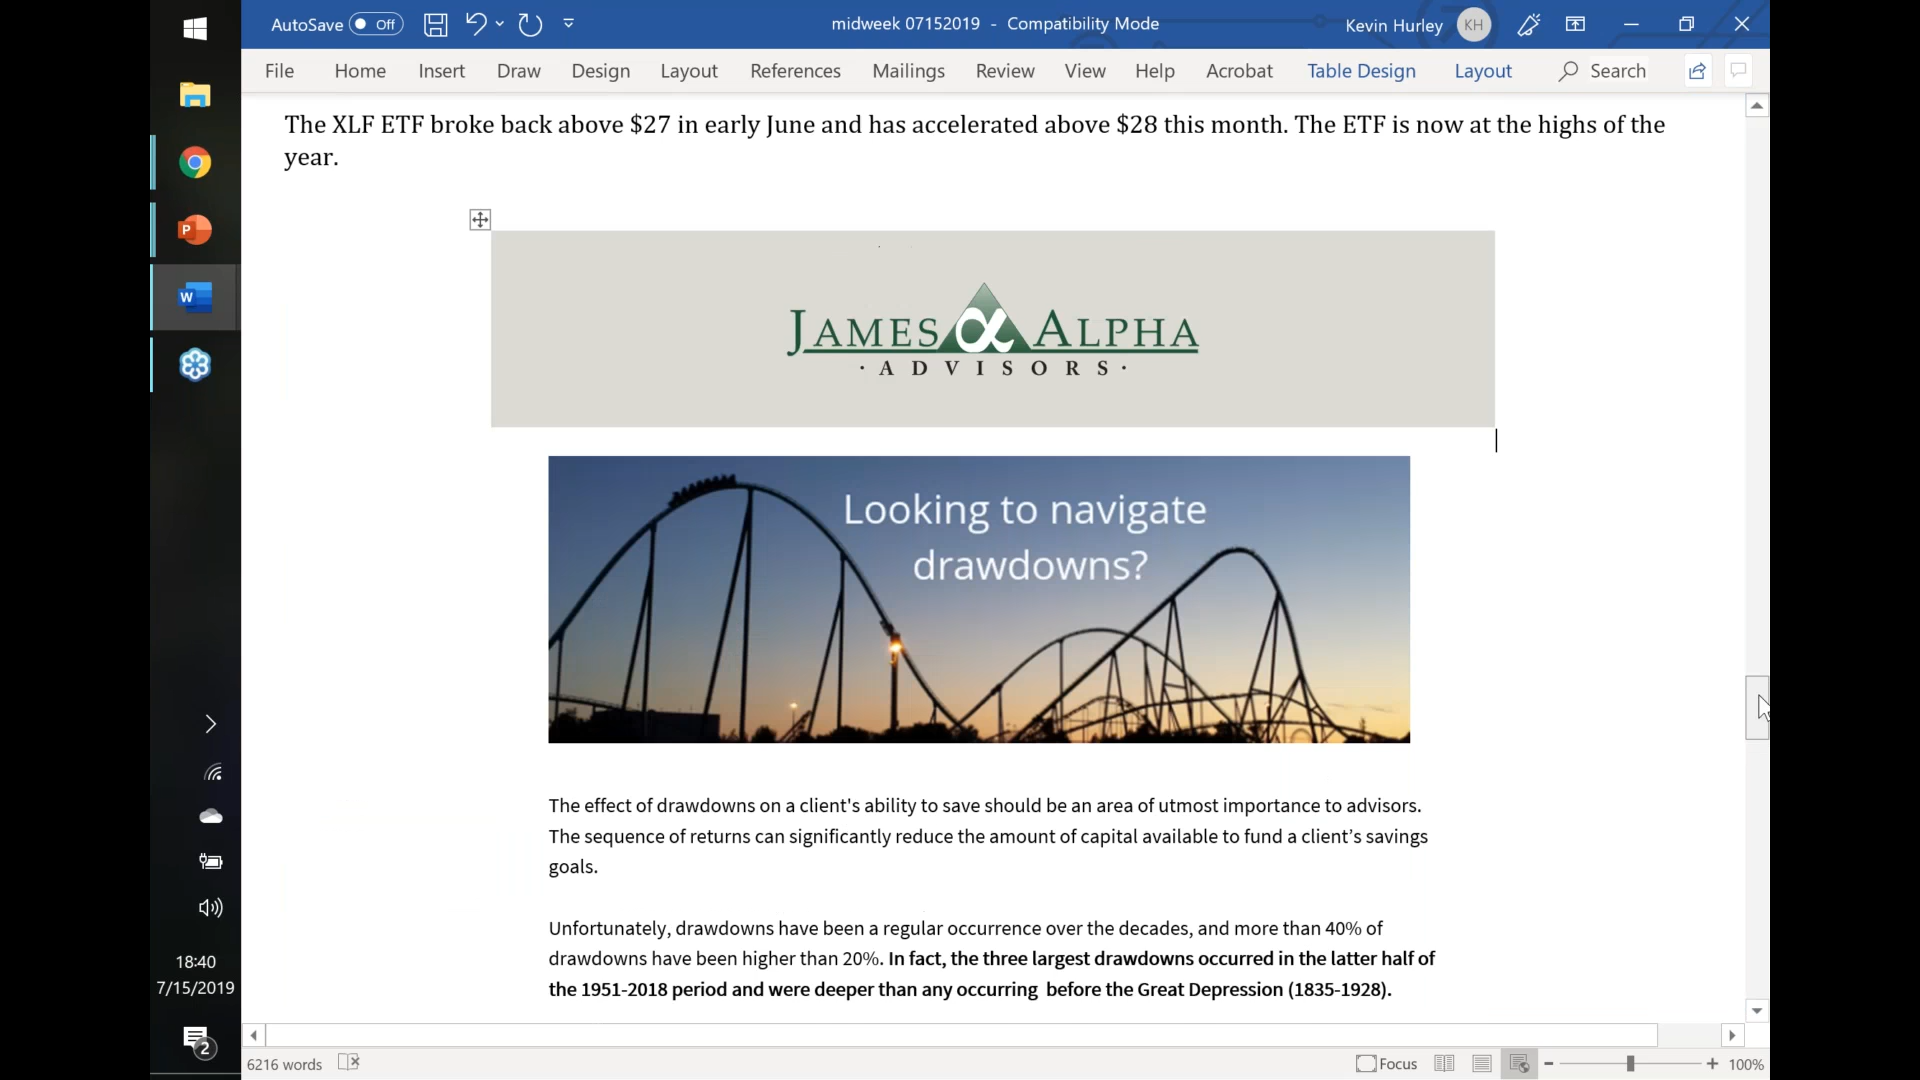 AutoSave Off midweek 07152019 - Compatibility Mode Kevin Hurley KH
File Home Insert Draw Design Layout References Mailings Review View Help Acrobat Table Design Layout Search
The XLF ETF broke back above $27 in early June and has accelerated above $28 this month. The ETF is now at the highs of the
year.
JAMES α ALPHA
· ADVISORS ·
Looking to navigate
drawdowns?
The effect of drawdowns on a client's ability to save should be an area of utmost importance to advisors.
The sequence of returns can significantly reduce the amount of capital available to fund a client’s savings
goals.
Unfortunately, drawdowns have been a regular occurrence over the decades, and more than 40% of
drawdowns have been higher than 20%. In fact, the three largest drawdowns occurred in the latter half of
the 1951-2018 period and were deeper than any occurring before the Great Depression (1835-1928).
18:40
7/15/2019
2
6216 words Focus 100%